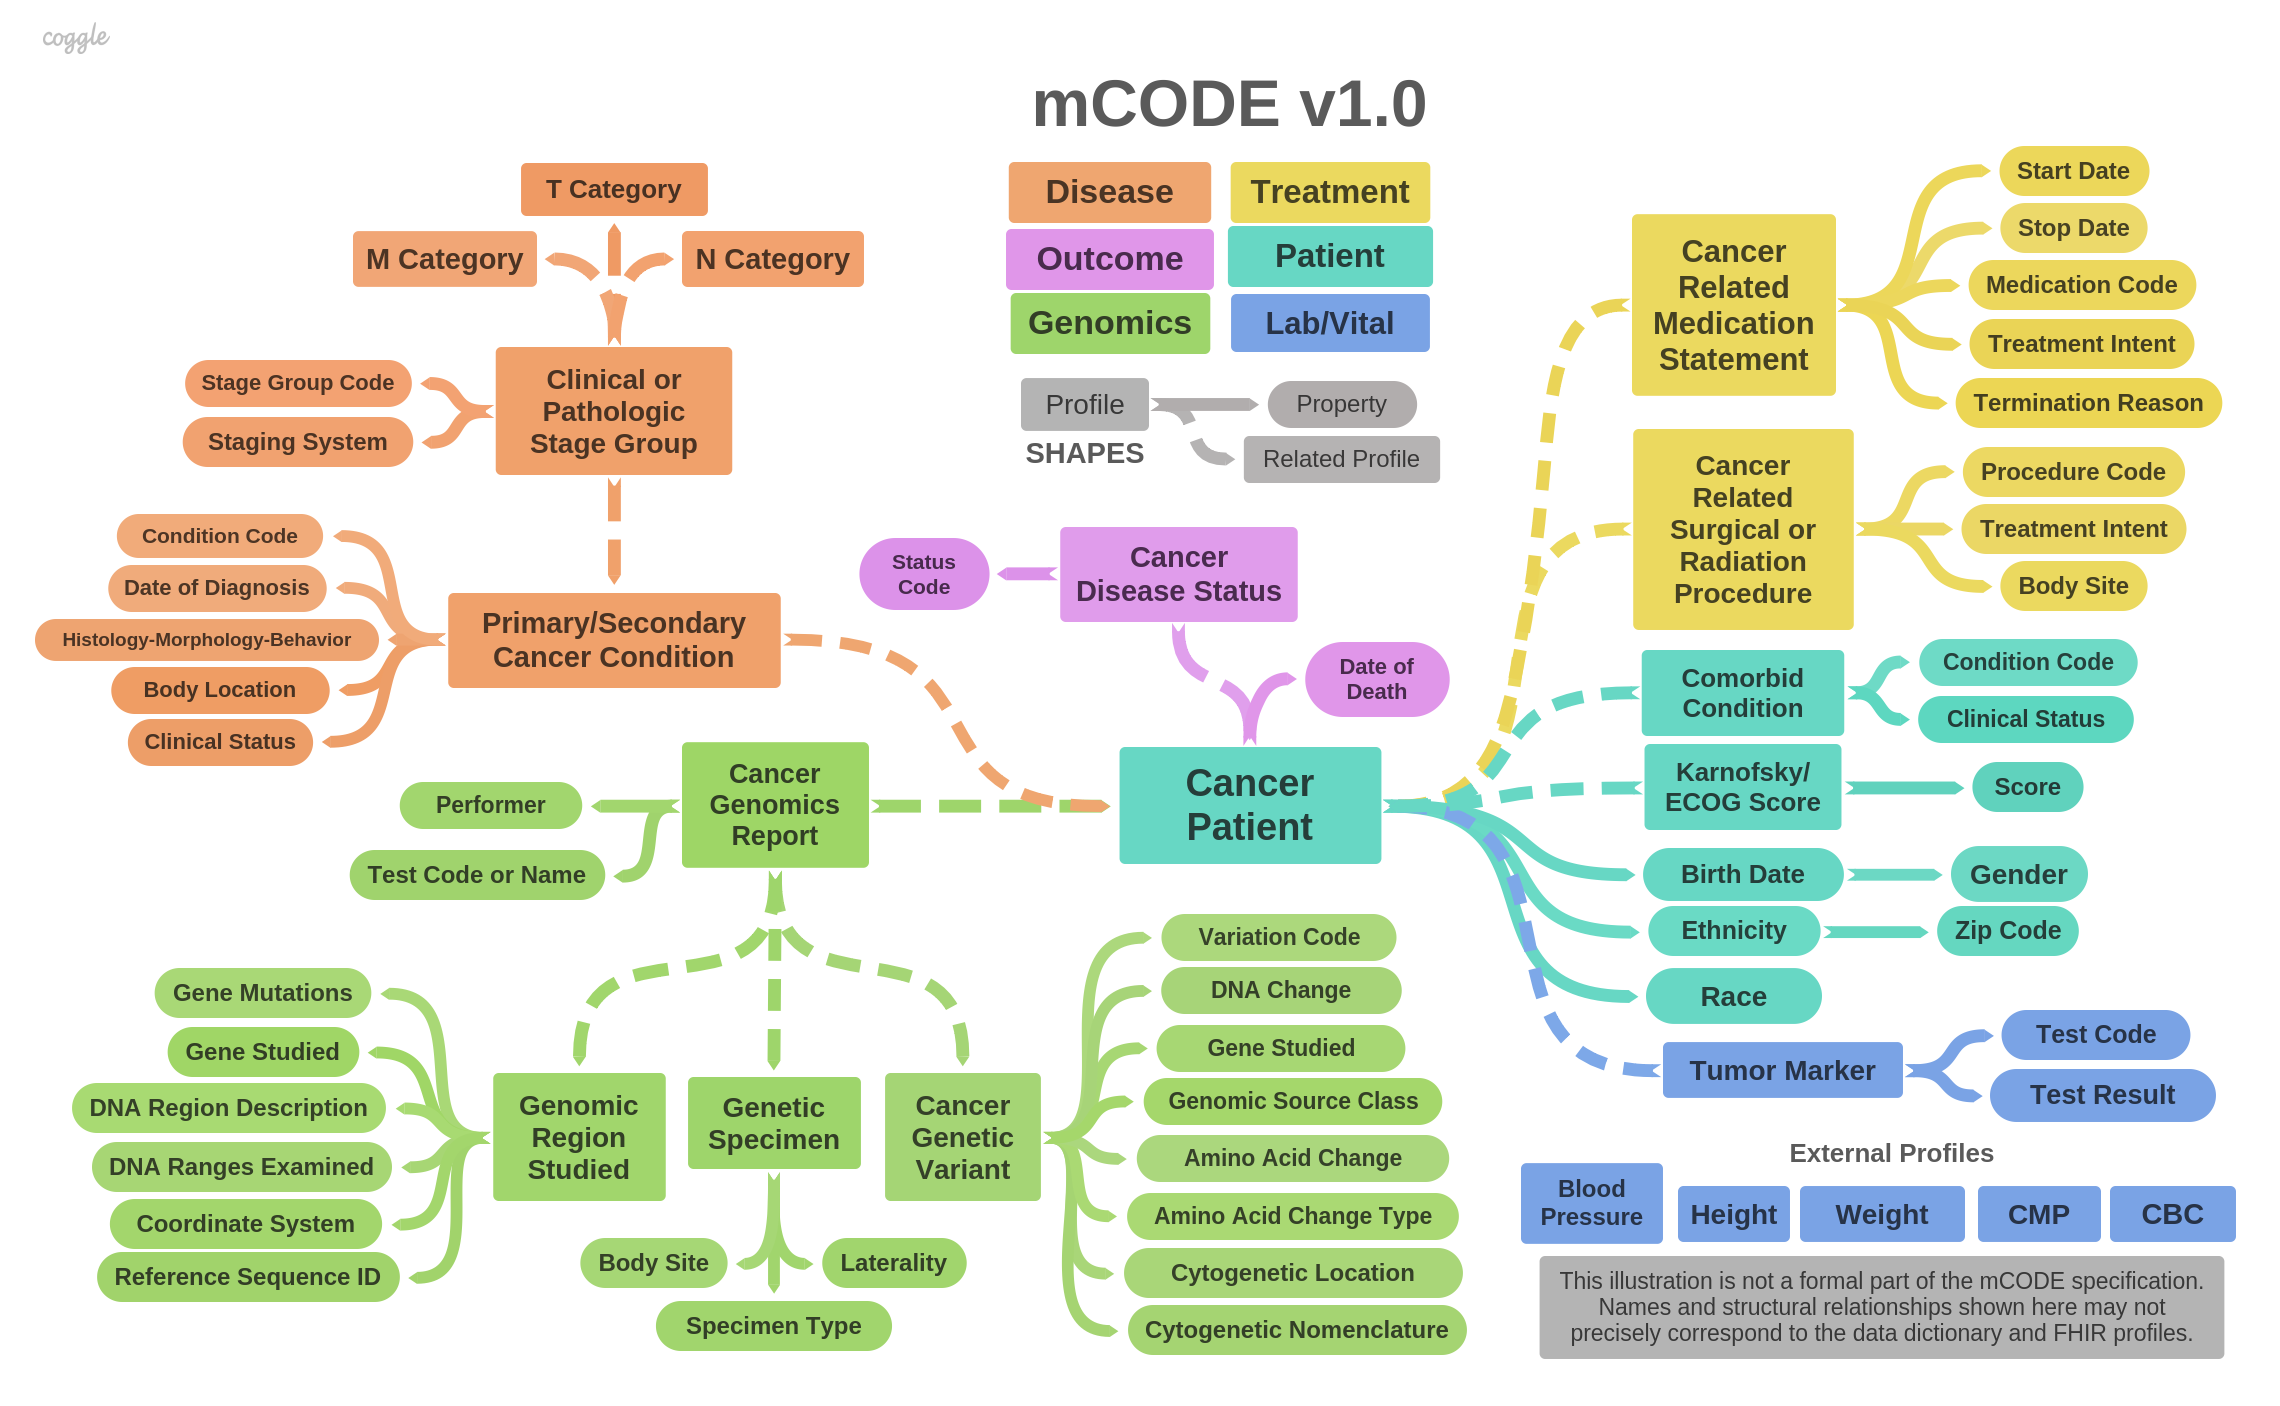 coggle
mCODE v1.0
Disease
Treatment
Outcome
Patient
Genomics
Lab/Vital
Profile
Property
SHAPES
Related Profile
T Category
M Category
N Category
Clinical or
Pathologic
Stage Group
Stage Group Code
Staging System
Condition Code
Date of Diagnosis
Histology-Morphology-Behavior
Body Location
Clinical Status
Primary/Secondary
Cancer Condition
Status
Code
Cancer
Disease Status
Date of
Death
Cancer
Patient
Cancer
Genomics
Report
Performer
Test Code or Name
Gene Mutations
Gene Studied
DNA Region Description
DNA Ranges Examined
Coordinate System
Reference Sequence ID
Genomic
Region
Studied
Genetic
Specimen
Body Site
Laterality
Specimen Type
Cancer
Genetic
Variant
Variation Code
DNA Change
Gene Studied
Genomic Source Class
Amino Acid Change
Amino Acid Change Type
Cytogenetic Location
Cytogenetic Nomenclature
Cancer
Related
Medication
Statement
Start Date
Stop Date
Medication Code
Treatment Intent
Termination Reason
Cancer
Related
Surgical or
Radiation
Procedure
Procedure Code
Treatment Intent
Body Site
Comorbid
Condition
Condition Code
Clinical Status
Karnofsky/
ECOG Score
Score
Birth Date
Gender
Ethnicity
Zip Code
Race
Tumor Marker
Test Code
Test Result
External Profiles
Blood
Pressure
Height
Weight
CMP
CBC
This illustration is not a formal part of the mCODE specification.
Names and structural relationships shown here may not
precisely correspond to the data dictionary and FHIR profiles.